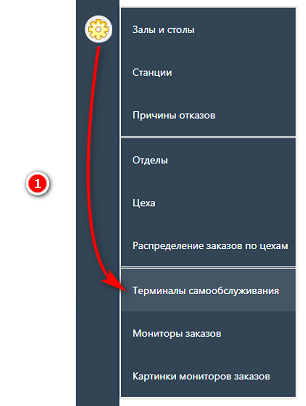 Залы и столы
Станции
Причины отказов
Отделы
1
Цеха
Распределение заказов по цехам
Терминалы самообслуживания
Мониторы заказов
Картинки мониторов заказов